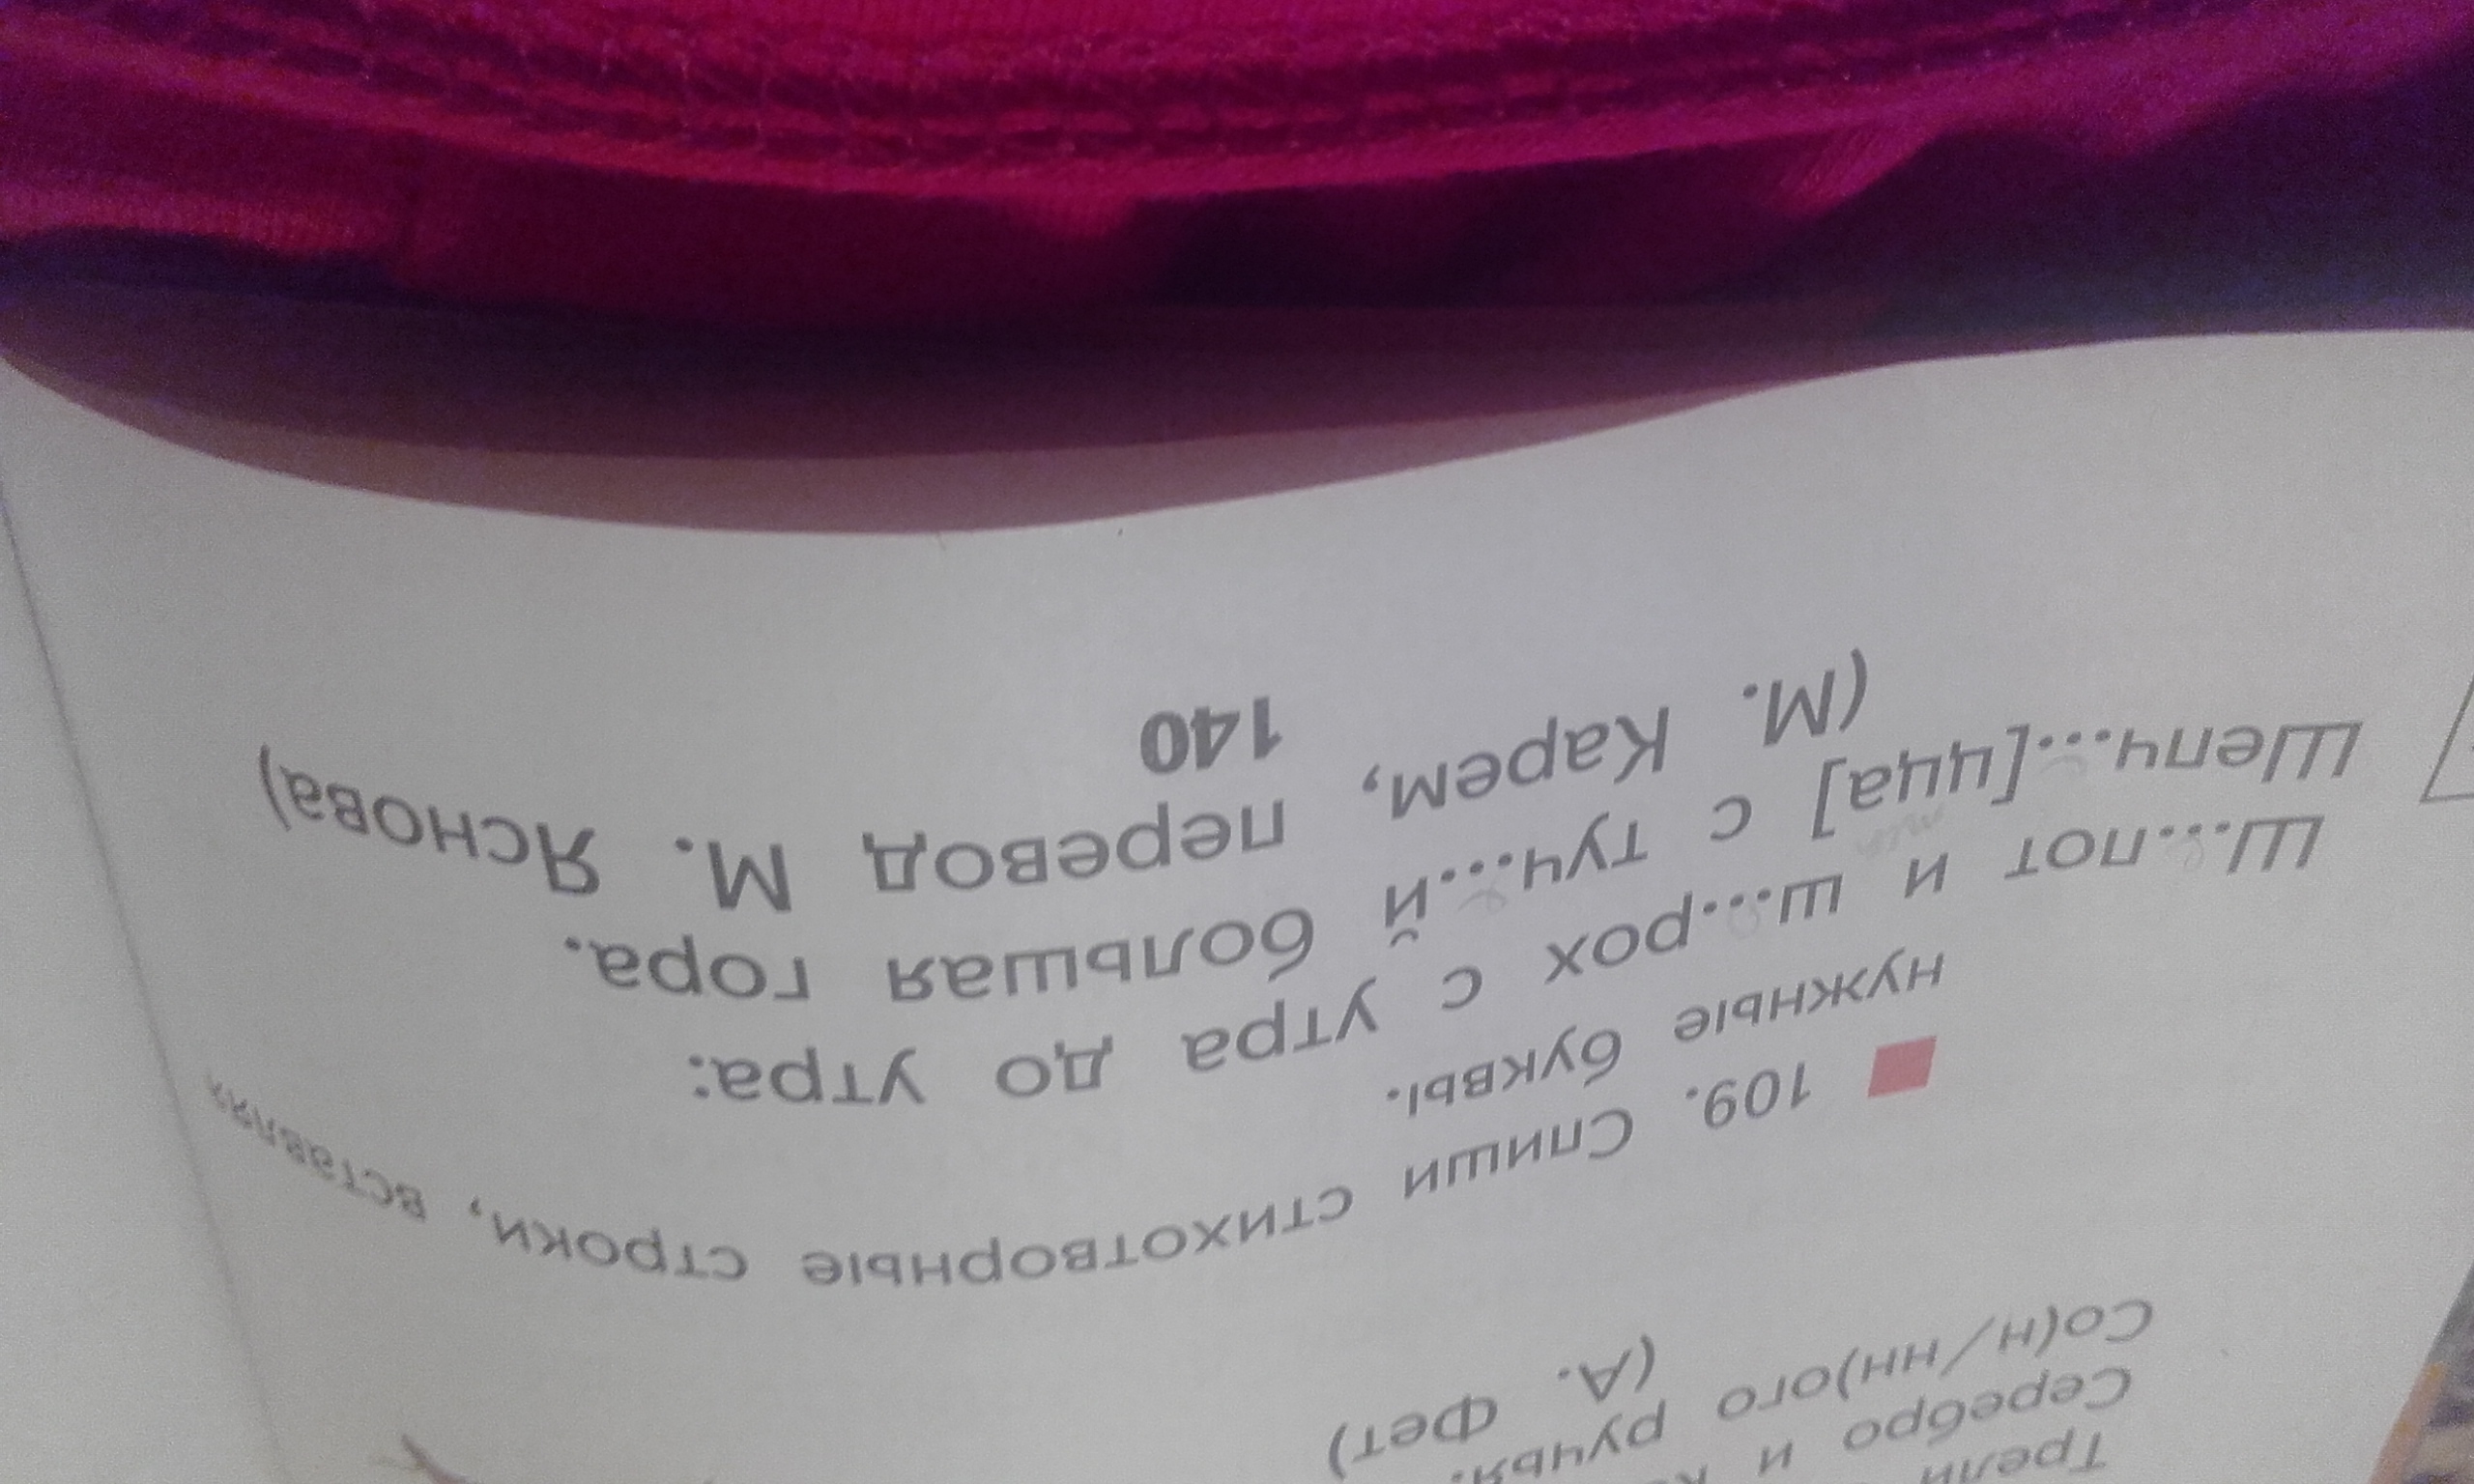 Трели
Серебро и
Со(н/нн)ого ручья.
(А. Фет)
109. Спиши стихотворные строки, вставляя
нужные буквы.
Ш...пот и ш...рох с утра до утра:
Шепч...[цца] с туч...й большая гора.
(М. Карем, перевод М. Яснова)
140